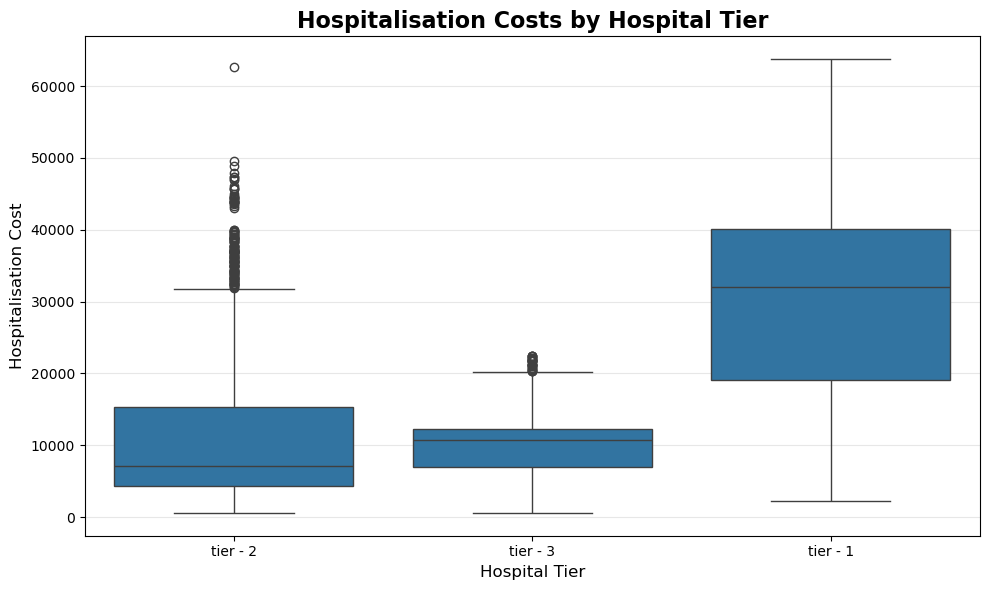 Hospitalisation Costs by Hospital Tier
Hospitalisation Cost
60000
50000
40000
30000
20000
10000
0
tier - 2
tier - 3
tier - 1
Hospital Tier